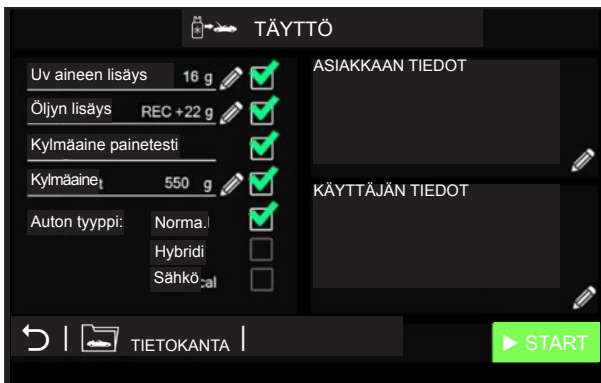 TÄYTTÖ
Uv aineen lisäys 16 g
Öljyn lisäys REC +22 g
Kylmäaine painetesti
Kylmäaine 550 g
Auton tyyppi: Norma.
Hybridi
Sähkö cal
ASIAKKAAN TIEDOT
KÄYTTÄJÄN TIEDOT
TIETOKANTA
START